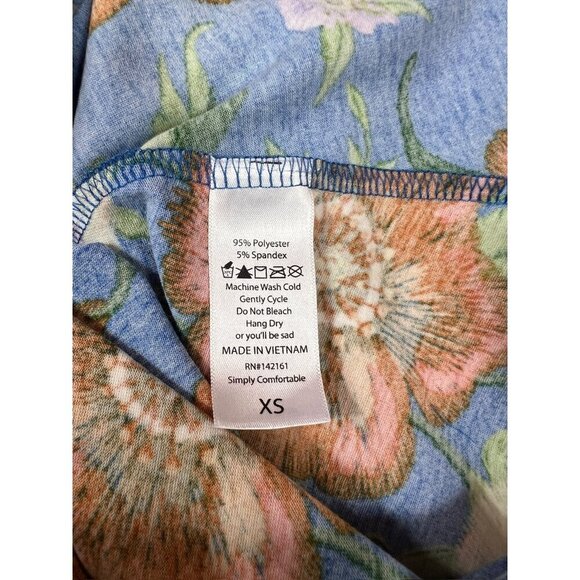 95% Polyester
5% Spandex
Machine Wash Cold
Gently Cycle
Do Not Bleach
Hang Dry
or you'll be sad
MADE IN VIETNAM
RN#142161
Simply Comfortable
XS